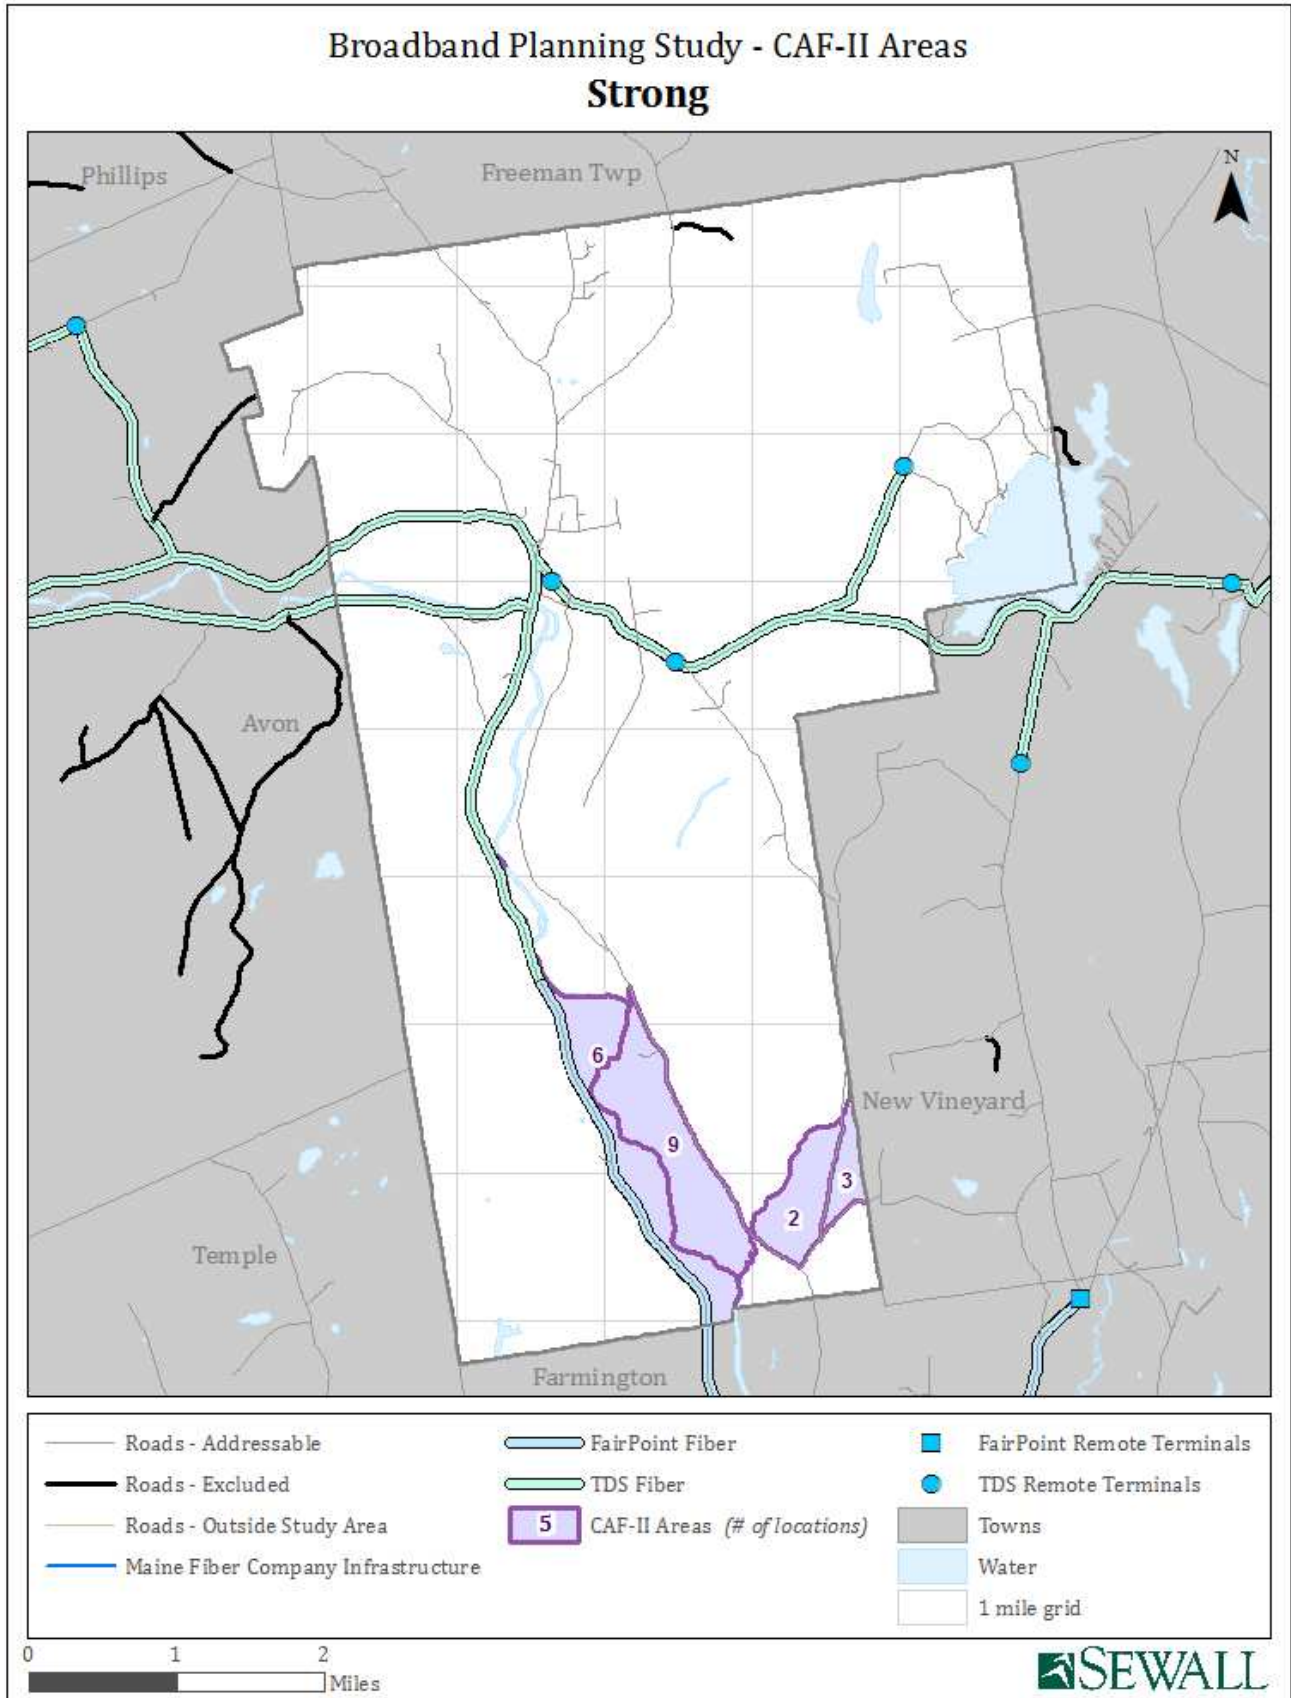 Broadband Planning Study - CAF-II Areas
Strong
Phillips
Freeman Twp
N
Avon
6
New Vineyard
9
3
2
Temple
Farmington
Roads - Addressable
FairPoint Fiber
FairPoint Remote Terminals
Roads - Excluded
TDS Fiber
TDS Remote Terminals
Roads - Outside Study Area
5
CAF-II Areas (# of locations)
Towns
Maine Fiber Company Infrastructure
Water
1 mile grid
0 1 2
Miles
SEWALL